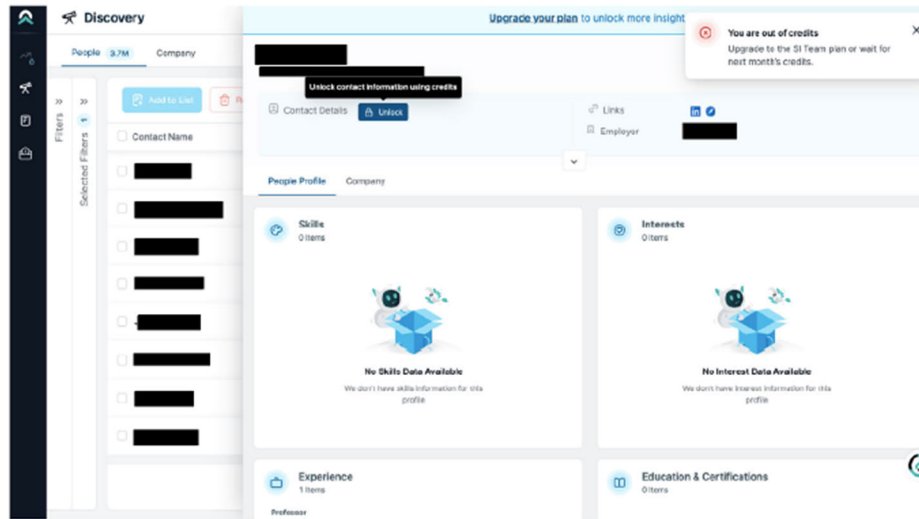 Discovery
Upgrade your plan to unlock more insight
You are out of credits
Upgrade to the SI Team plan or wait for
next month's credits.
People 3.7M Company
Unlock contact information using credits
Add to List
Contact Details Unlock
Links
Employer
Filters
Selected Filters
Contact Name
People Profile Company
Skills
0 Items
No Skills Data Available
We don't have skills information for this
profile
Interests
0 Items
No Interest Data Available
We don't have interest information for this
profile
Experience
1 Items
Professor
Education & Certifications
0 Items